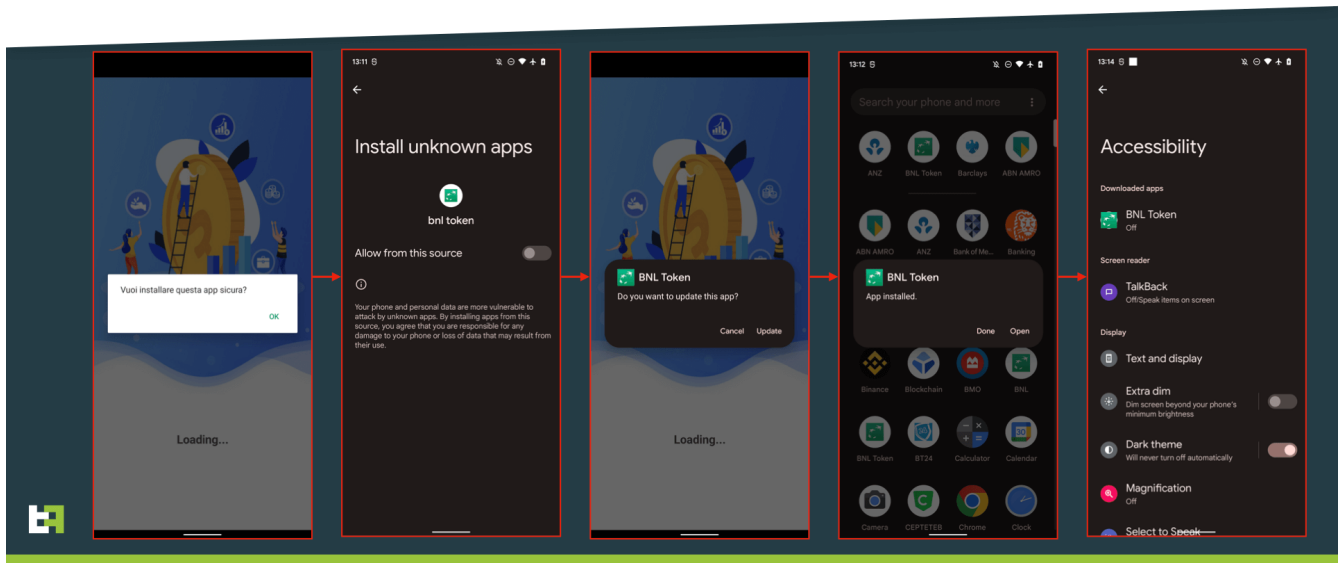 Vuoi installare questa app sicura?
OK
Loading...
13:11
Install unknown apps
bnl token
Allow from this source
Your phone and personal data are more vulnerable to
attack by unknown apps. By installing apps from this
source, you agree that you are responsible for any
damage to your phone or loss of data that may result from
their use.
BNL Token
Do you want to update this app?
Cancel Update
Loading...
13:12
Search your phone and more
ANZ BNL Token Barclays ABN AMRO
ABN AMRO ANZ Bank of Me... Banking
BNL Token
App installed.
Done Open
Binance Blockchain BMO BNL
BNL Token BT24 Calculator Calendar
Camera CEPTETEB Chrome Clock
13:14
Accessibility
Downloaded apps
BNL Token
Off
Screen reader
TalkBack
Off/Speak items on screen
Display
Text and display
Extra dim
Dim screen beyond your phone's
minimum brightness
Dark theme
Will never turn off automatically
Magnification
Off
Select to Speak